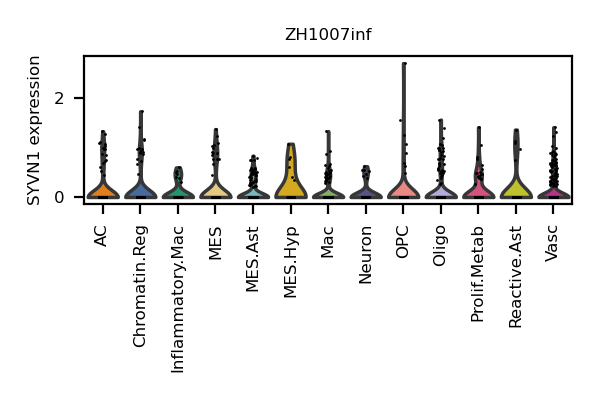 ZH1007inf
SYVN1 expression
2
0
AC
Chromatin.Reg
Inflammatory.Mac
MES
MES.Ast
MES.Hyp
Mac
Neuron
OPC
Oligo
Prolif.Metab
Reactive.Ast
Vasc